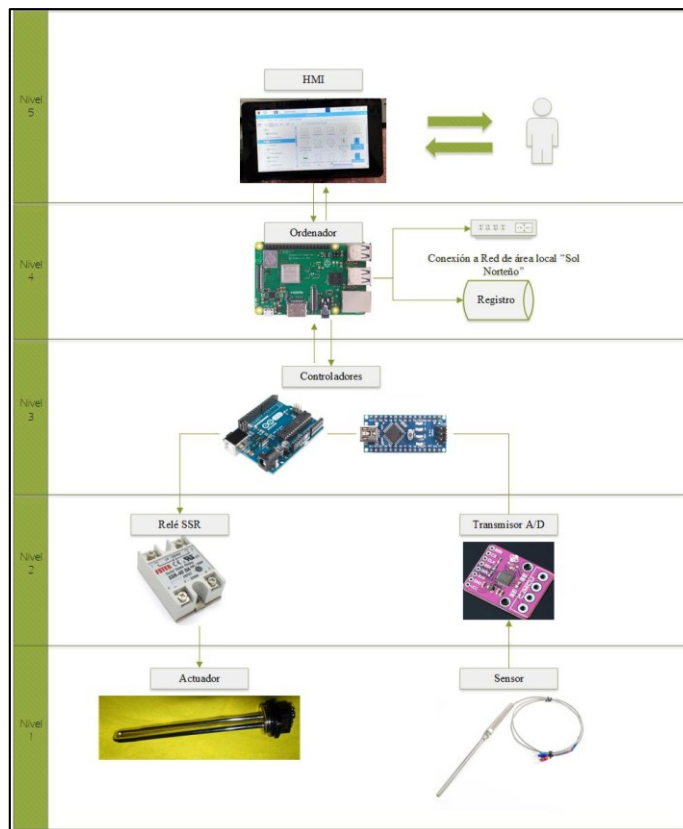 Nivel
5
HMI
Nivel
4
Ordenador
Conexión a Red de área local "Sol
Norteño"
Registro
Nivel
3
Controladores
Nivel
2
Relé SSR
Transmisor A/D
FOTEK
Nivel
1
Actuador
Sensor